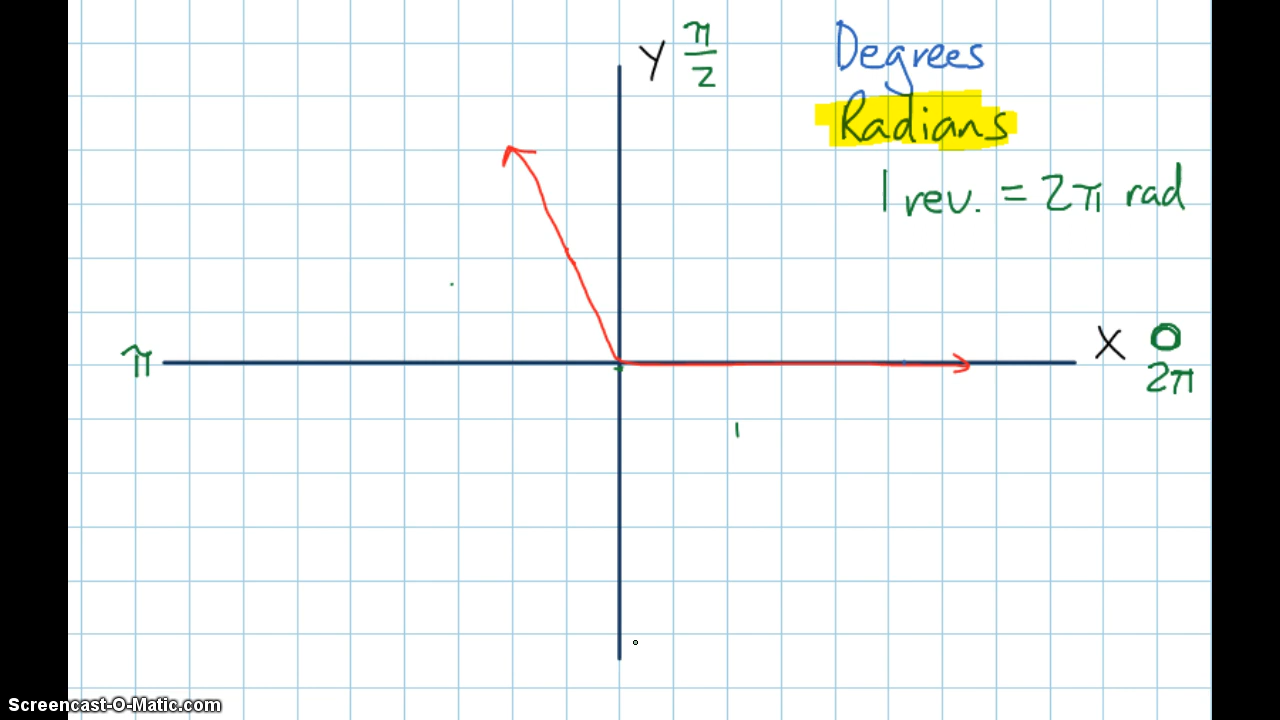 Y π/2
Degrees
Radians
1 rev. = 2π rad
π
X 0
2π
Screencast-O-Matic.com